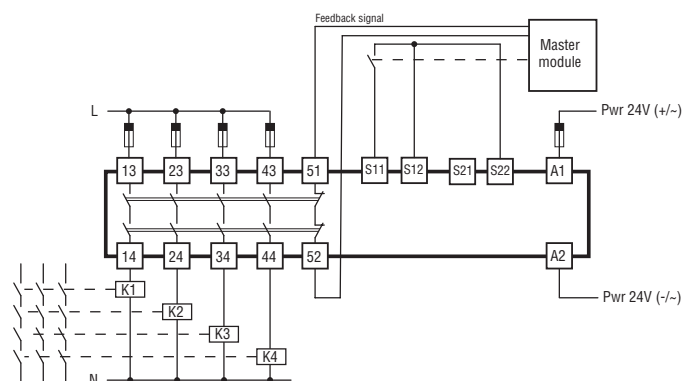 Feedback signal
Master
module
L
Pwr 24V (+/~)
13 23 33 43 51 S11 S12 S21 S22 A1
14 24 34 44 52 A2
K1
Pwr 24V (-/~)
K2
K3
K4
N